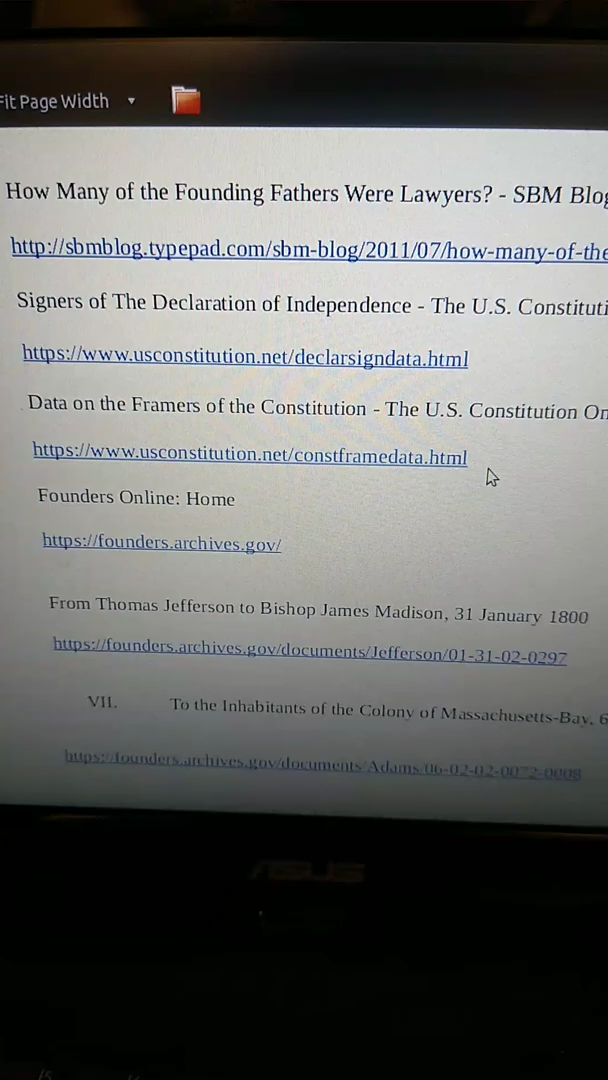 Fit Page Width
How Many of the Founding Fathers Were Lawyers? - SBM Blog
http://sbmblog.typepad.com/sbm-blog/2011/07/how-many-of-the
Signers of The Declaration of Independence - The U.S. Constituti
https://www.usconstitution.net/declarsigndata.html
Data on the Framers of the Constitution - The U.S. Constitution On
https://www.usconstitution.net/constframedata.html
Founders Online: Home
https://founders.archives.gov/
From Thomas Jefferson to Bishop James Madison, 31 January 1800
https://founders.archives.gov/documents/Jefferson/01-31-02-0297
VII. To the Inhabitants of the Colony of Massachusetts-Bay, 6
https://founders.archives.gov/documents/Adams/06-02-02-0072-0008
ASUS